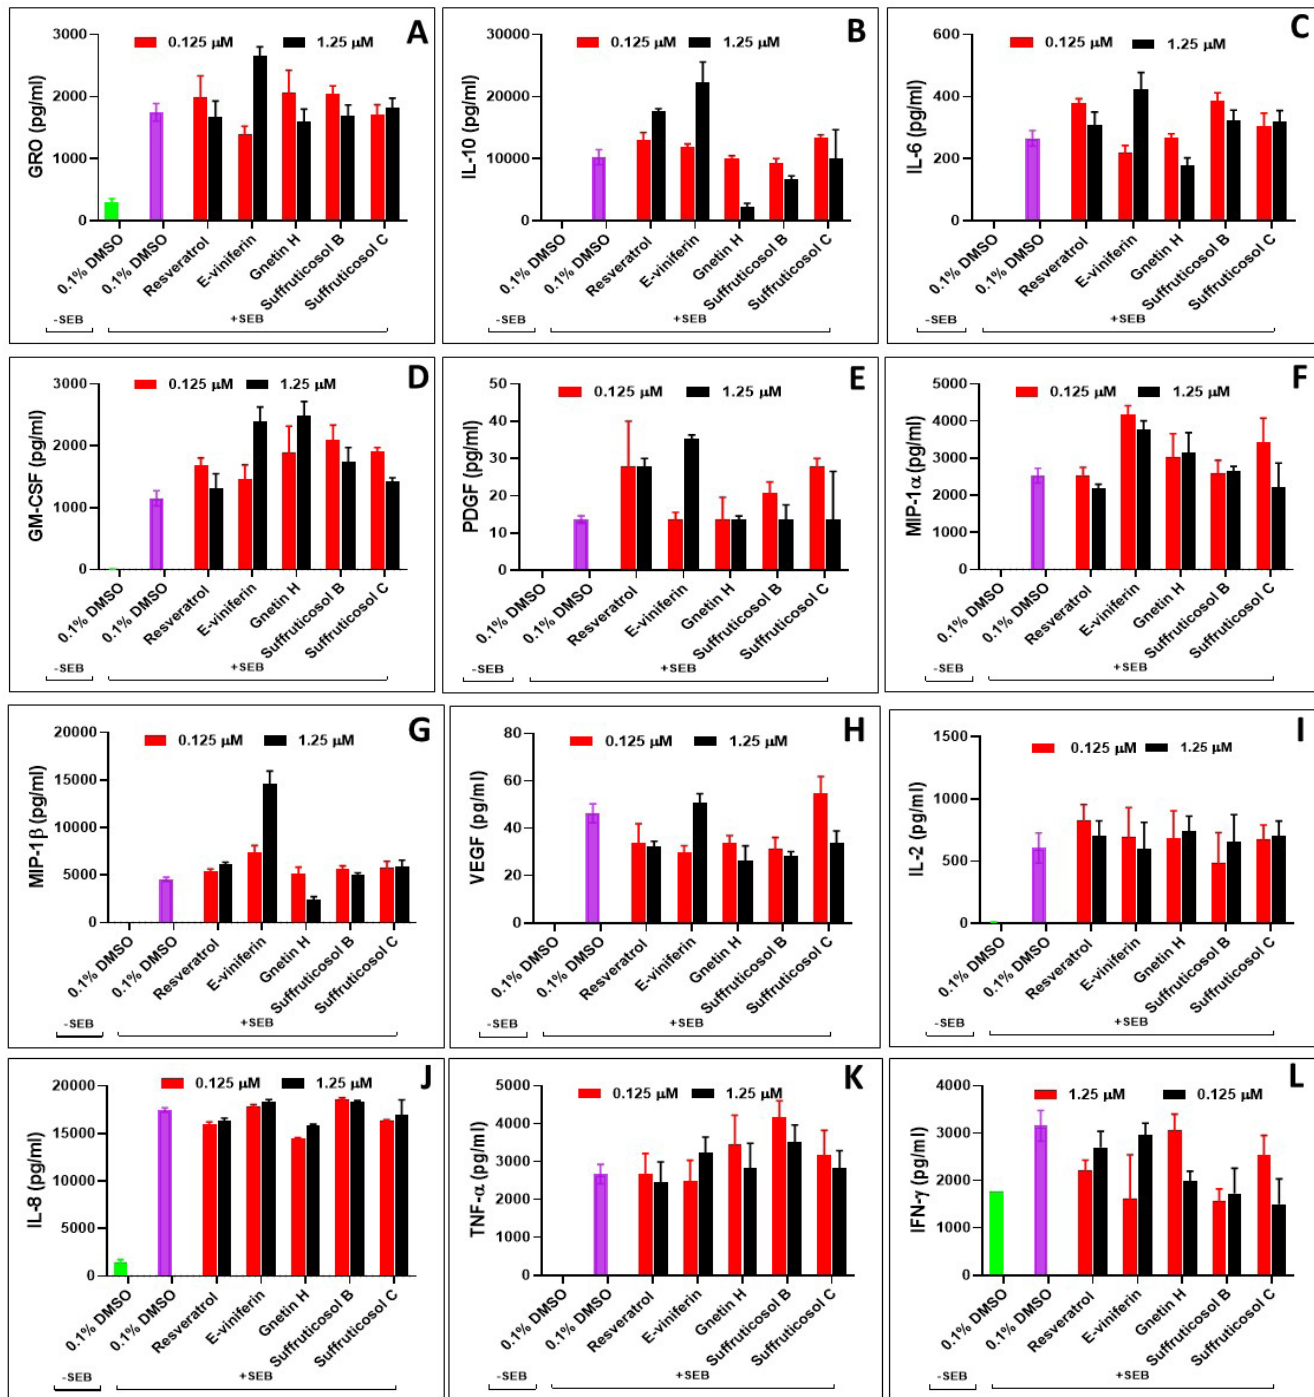 A
0.125 µM 1.25 µM
GRO (pg/ml)
3000
2000
1000
0
0.1% DMSO
0.1% DMSO
Resveratrol
E-viniferin
Gnetin H
Suffruticosol B
Suffruticosol C
-SEB
+SEB
B
0.125 µM 1.25 µM
IL-10 (pg/ml)
30000
20000
10000
0
0.1% DMSO
0.1% DMSO
Resveratrol
E-viniferin
Gnetin H
Suffruticosol B
Suffruticosol C
-SEB
+SEB
C
0.125 µM 1.25 µM
IL-6 (pg/ml)
600
400
200
0
0.1% DMSO
0.1% DMSO
Resveratrol
E-viniferin
Gnetin H
Suffruticosol B
Suffruticosol C
-SEB
+SEB
D
0.125 µM 1.25 µM
GM-CSF (pg/ml)
3000
2000
1000
0
0.1% DMSO
0.1% DMSO
Resveratrol
E-viniferin
Gnetin H
Suffruticosol B
Suffruticosol C
-SEB
+SEB
E
0.125 µM 1.25 µM
PDGF (pg/ml)
50
40
30
20
10
0
0.1% DMSO
0.1% DMSO
Resveratrol
E-viniferin
Gnetin H
Suffruticosol B
Suffruticosol C
-SEB
+SEB
F
0.125 µM 1.25 µM
MIP-1α (pg/ml)
5000
4000
3000
2000
1000
0
0.1% DMSO
0.1% DMSO
Resveratrol
E-viniferin
Gnetin H
Suffruticosol B
Suffruticosol C
-SEB
+SEB
G
0.125 µM 1.25 µM
MIP-1β (pg/ml)
20000
15000
10000
5000
0
0.1% DMSO
0.1% DMSO
Resveratrol
E-viniferin
Gnetin H
Suffruticosol B
Suffruticosol C
-SEB
+SEB
H
0.125 µM 1.25 µM
VEGF (pg/ml)
80
60
40
20
0
0.1% DMSO
0.1% DMSO
Resveratrol
E-viniferin
Gnetin H
Suffruticosol B
Suffruticosol C
-SEB
+SEB
I
0.125 µM 1.25 µM
IL-2 (pg/ml)
1500
1000
500
0
0.1% DMSO
0.1% DMSO
Resveratrol
E-viniferin
Gnetin H
Suffruticosol B
Suffruticosol C
-SEB
+SEB
J
0.125 µM 1.25 µM
IL-8 (pg/ml)
20000
15000
10000
5000
0
0.1% DMSO
0.1% DMSO
Resveratrol
E-viniferin
Gnetin H
Suffruticosol B
Suffruticosol C
-SEB
+SEB
K
0.125 µM 1.25 µM
TNF-α (pg/ml)
5000
4000
3000
2000
1000
0
0.1% DMSO
0.1% DMSO
Resveratrol
E-viniferin
Gnetin H
Suffruticosol B
Suffruticosol C
-SEB
+SEB
L
1.25 µM 0.125 µM
IFN-γ (pg/ml)
4000
3000
2000
1000
0
0.1% DMSO
0.1% DMSO
Resveratrol
E-viniferin
Gnetin H
Suffruticosol B
Suffruticosol C
-SEB
+SEB